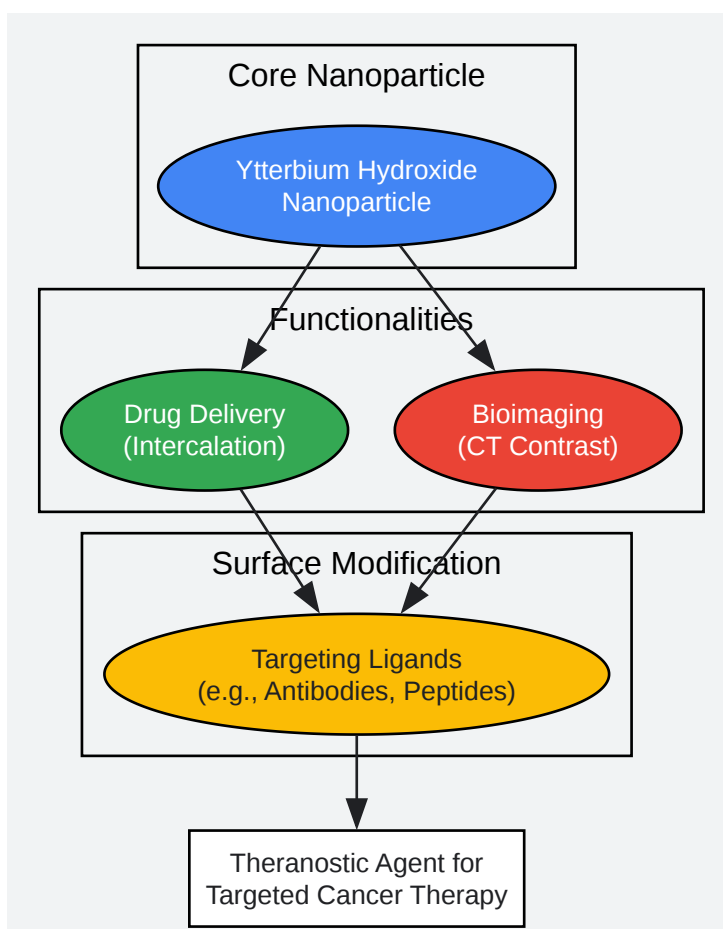 Core Nanoparticle
Ytterbium Hydroxide
Nanoparticle
Functionalities
Drug Delivery
(Intercalation)
Bioimaging
(CT Contrast)
Surface Modification
Targeting Ligands
(e.g., Antibodies, Peptides)
Theranostic Agent for
Targeted Cancer Therapy